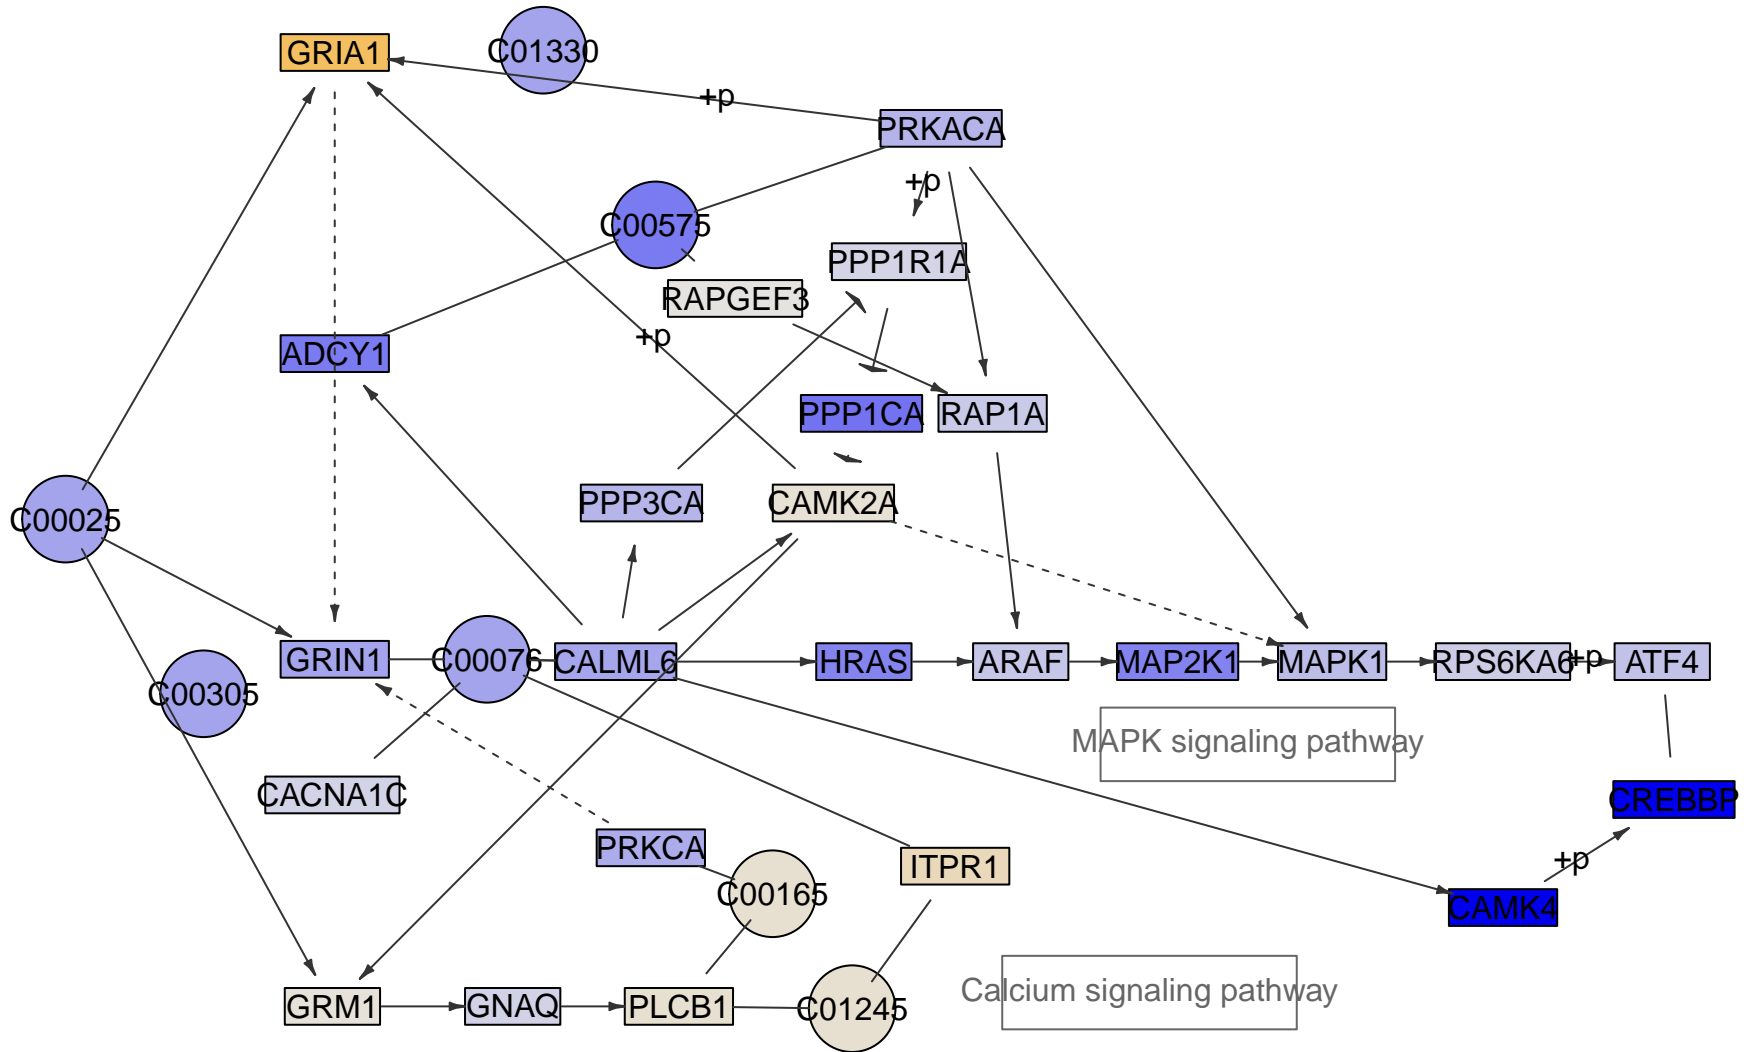 GRIA1
C01330
+p
PRKACA
+p
C00575
PPP1R1A
RAPGEF3
+p
ADCY1
PPP1CA
RAP1A
PPP3CA
CAMK2A
C00025
GRIN1
C00076
CALML6
HRAS
ARAF
MAP2K1
MAPK1
RPS6KA6
+p
ATF4
C00305
MAPK signaling pathway
CACNA1C
CREBBP
PRKCA
ITPR1
+p
C00165
CAMK4
Calcium signaling pathway
GRM1
GNAQ
PLCB1
C01245